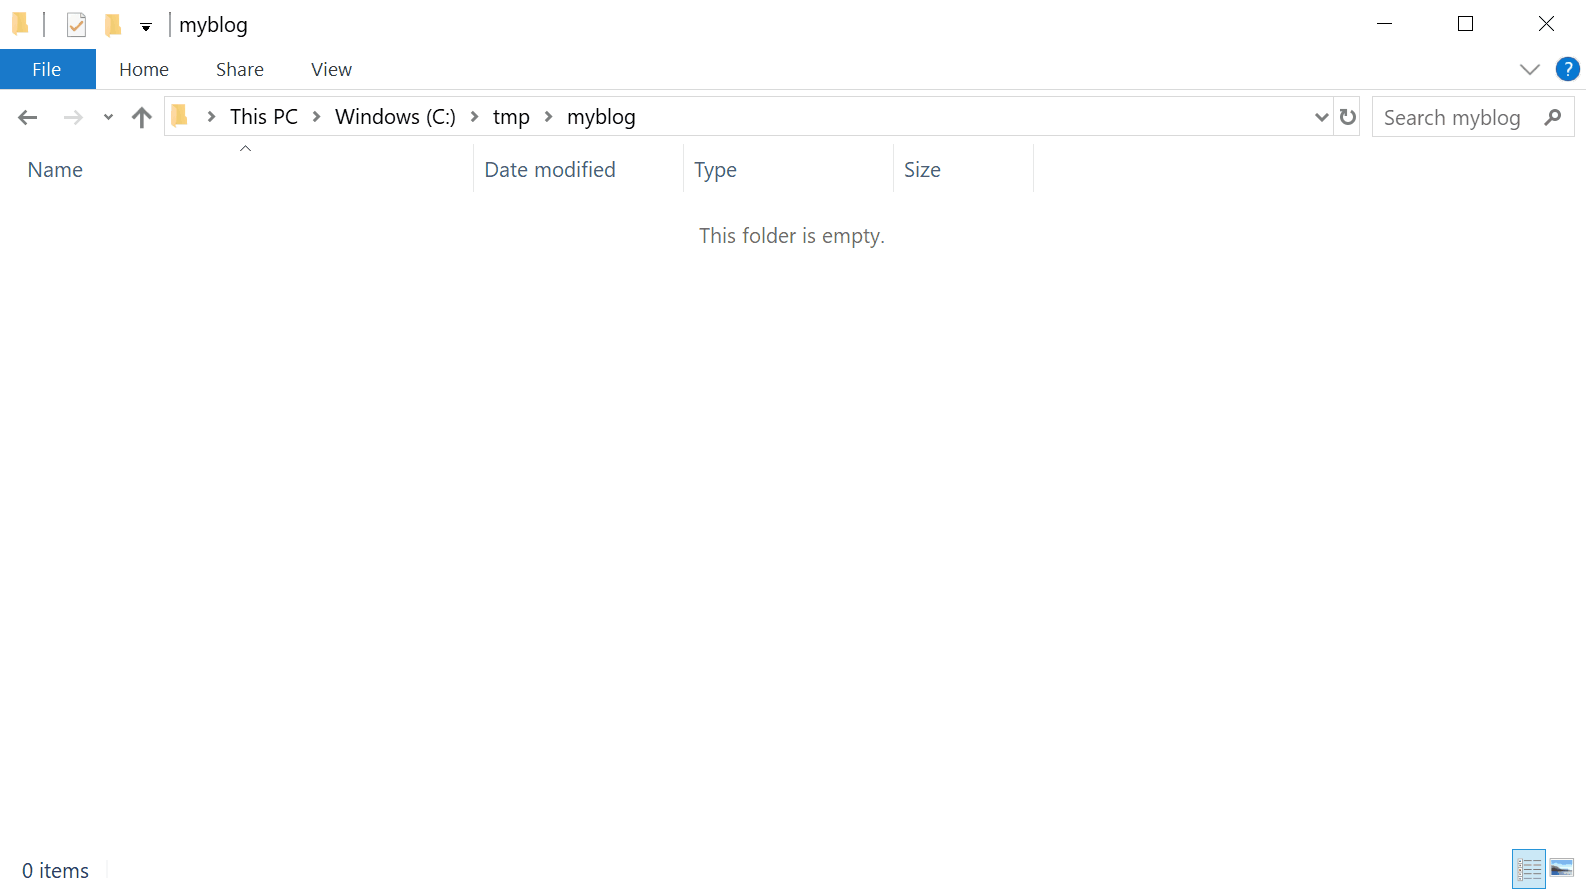 myblog
File Home Share View ?
This PC Windows (C:) tmp myblog Search myblog
Name Date modified Type Size
This folder is empty.
0 items